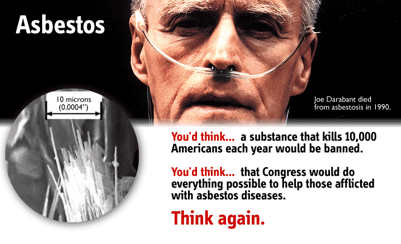 Asbestos
10 microns
(0.0004")
Joe Darabant died
from asbestosis in 1990.
You'd think... a substance that kills 10,000
Americans each year would be banned.
You'd think... that Congress would do
everything possible to help those afflicted
with asbestos diseases.
Think again.